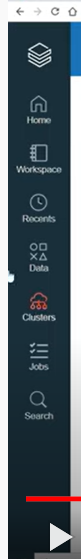 Home
Workspace
Recents
Data
Clusters
Jobs
Search